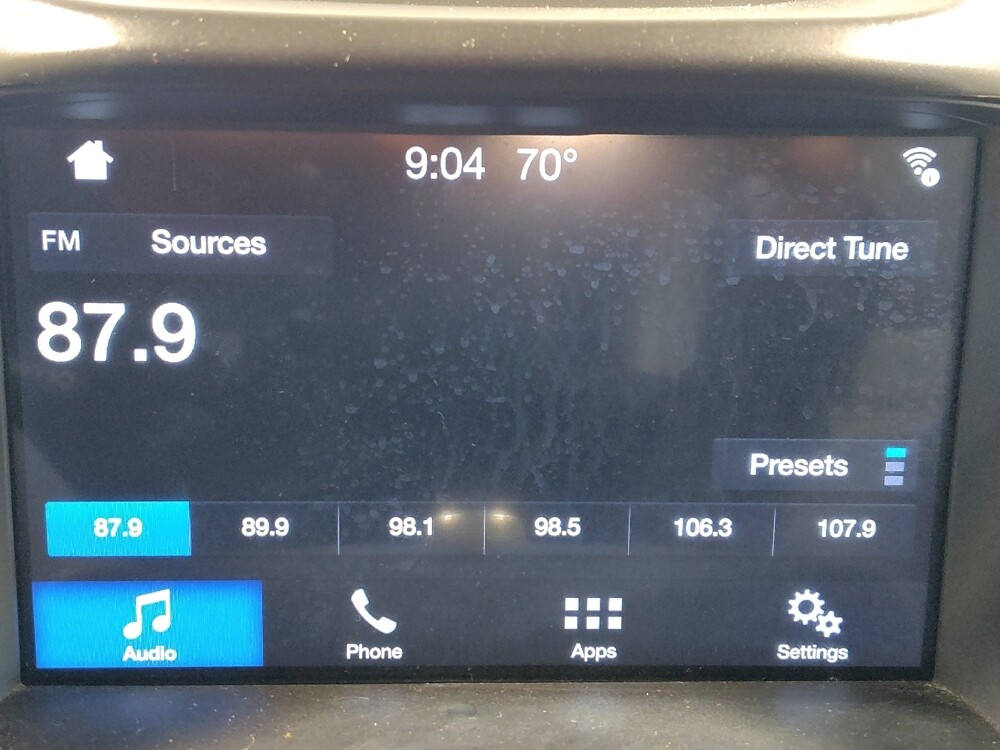 9:04 70°
FM Sources Direct Tune
87.9
Presets
87.9 89.9 98.1 98.5 106.3 107.9
Audio Phone Apps Settings